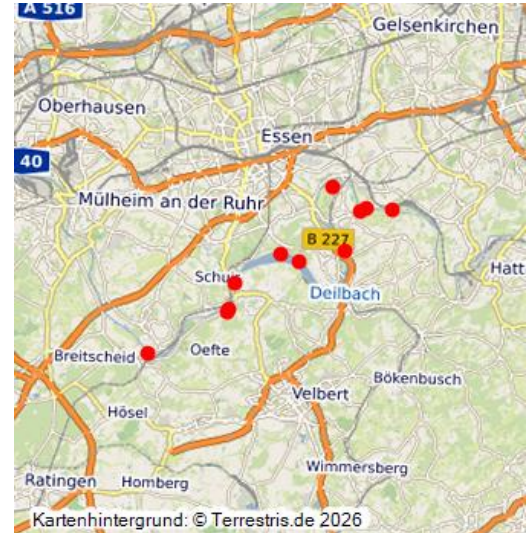 A 516
Gelsenkirchen
Oberhausen
Essen
40
Mülheim an der Ruhr
B 227
Schuir
Hatt
Deilbach
Breitscheid
Oefte
Bökenbusch
Velbert
Hösel
Wimmersberg
Ratingen
Homberg
Kartenhintergrund: © Terrestris.de 2026